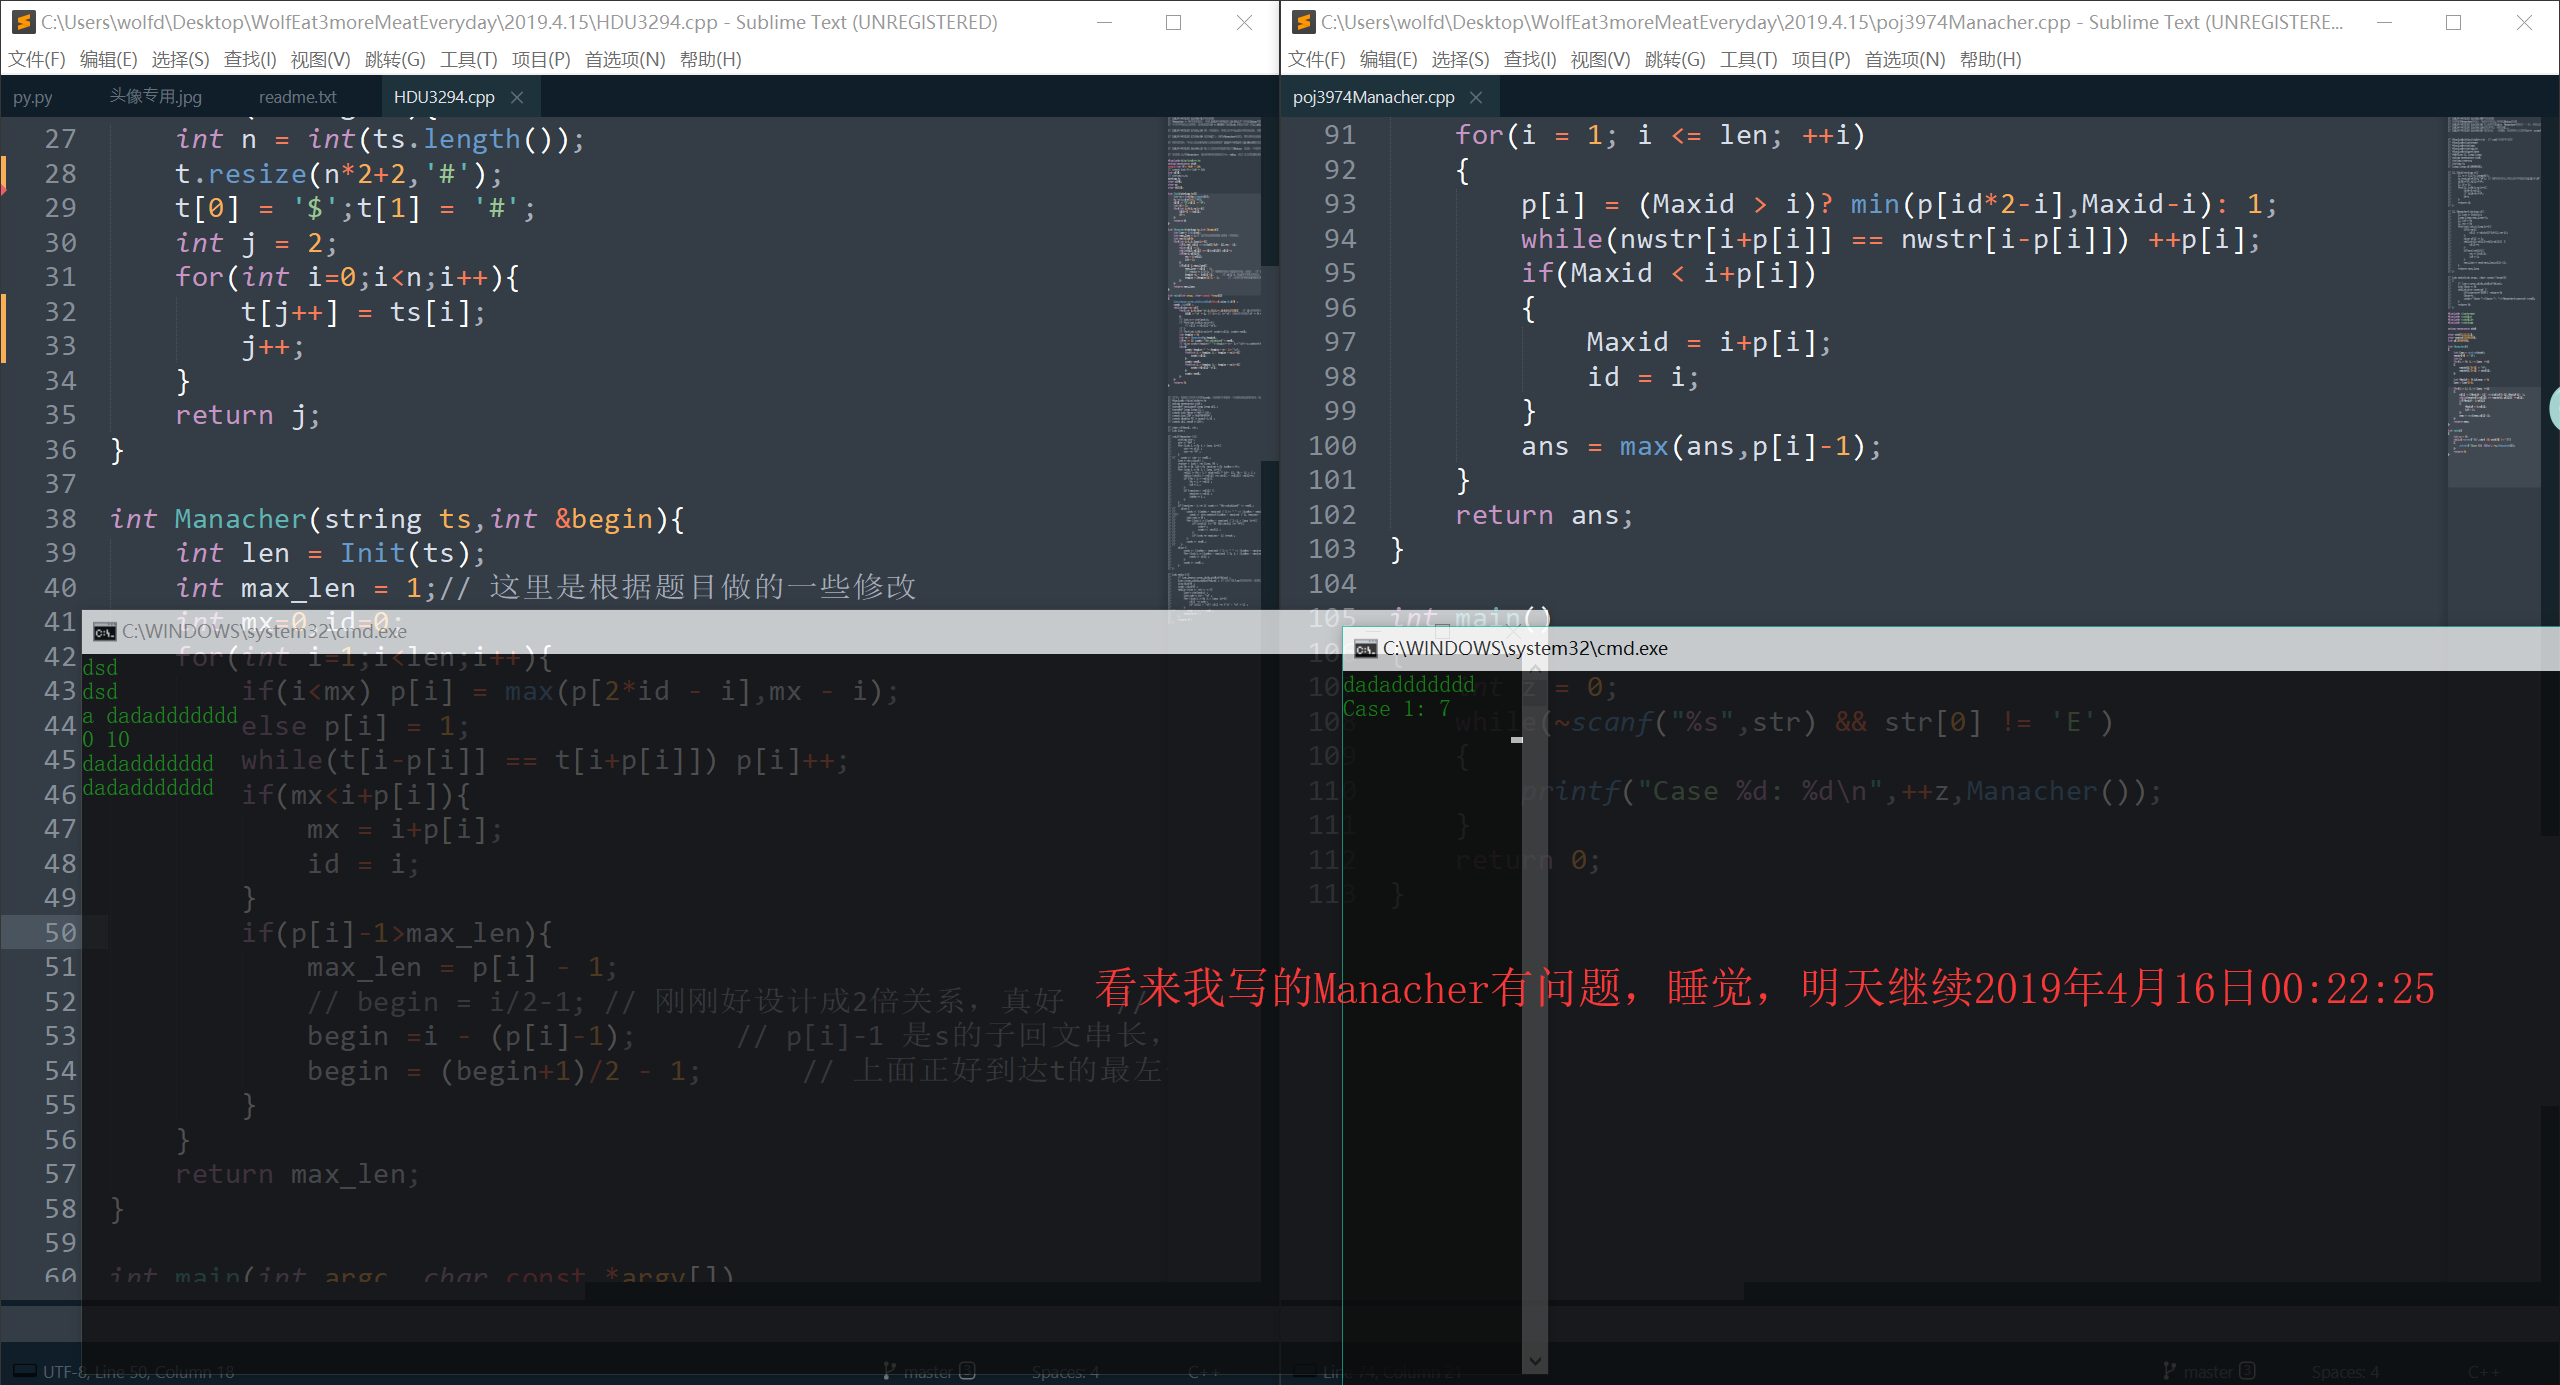 C:\Users\wolfd\Desktop\WolfEat3moreMeatEveryday\2019.4.15\HDU3294.cpp - Sublime Text (UNREGISTERED)
文件(F) 编辑(E) 选择(S) 查找(I) 视图(V) 跳转(G) 工具(T) 项目(P) 首选项(N) 帮助(H)
py.py 头像专用.jpg readme.txt HDU3294.cpp
27 int n = int(ts.length());
28 t.resize(n*2+2,'#');
29 t[0] = '$';t[1] = '#';
30 int j = 2;
31 for(int i=0;i<n;i++){
32 t[j++] = ts[i];
33 j++;
34 }
35 return j;
36 }
37
38 int Manacher(string ts,int &begin){
39 int len = Init(ts);
40 int max_len = 1;// 这里是根据题目做的一些修改
41 int mx=0,id=0;
42 for(int i=1;i<len;i++){
43 if(i<mx) p[i] = max(p[2*id - i],mx - i);
44 else p[i] = 1;
45 while(t[i-p[i]] == t[i+p[i]]) p[i]++;
46 if(mx<i+p[i]){
47 mx = i+p[i];
48 id = i;
49 }
50 if(p[i]-1>max_len){
51 max_len = p[i] - 1;
52 // begin = i/2-1; // 刚刚好设计成2倍关系，真好 //
53 begin =i - (p[i]-1); // p[i]-1 是s的子回文串长，
54 begin = (begin+1)/2 - 1; // 上面正好到达t的最左
55 }
56 }
57 return max_len;
58 }
59
60 int main(int argc, char const *argv[])
C:\WINDOWS\system32\cmd.exe
dsd
dsd
a dadaddddddd
0 10
dadaddddddd
dadaddddddd
UTF-8, Line 50, Column 18 master 3 Spaces: 4 C++
C:\Users\wolfd\Desktop\WolfEat3moreMeatEveryday\2019.4.15\poj3974Manacher.cpp - Sublime Text (UNREGISTERE...
文件(F) 编辑(E) 选择(S) 查找(I) 视图(V) 跳转(G) 工具(T) 项目(P) 首选项(N) 帮助(H)
poj3974Manacher.cpp
91 for(i = 1; i <= len; ++i)
92 {
93 p[i] = (Maxid > i)? min(p[id*2-i],Maxid-i): 1;
94 while(nwstr[i+p[i]] == nwstr[i-p[i]]) ++p[i];
95 if(Maxid < i+p[i])
96 {
97 Maxid = i+p[i];
98 id = i;
99 }
100 ans = max(ans,p[i]-1);
101 }
102 return ans;
103 }
104
105 int main()
{
int z = 0;
while(~scanf("%s",str) && str[0] != 'E')
109 {
110 printf("Case %d: %d\n",++z,Manacher());
111 }
112 return 0;
113 }
C:\WINDOWS\system32\cmd.exe
dadaddddddd
Case 1: 7
看来我写的Manacher有问题，睡觉，明天继续2019年4月16日00:22:25
master 3 Spaces: 4 C++